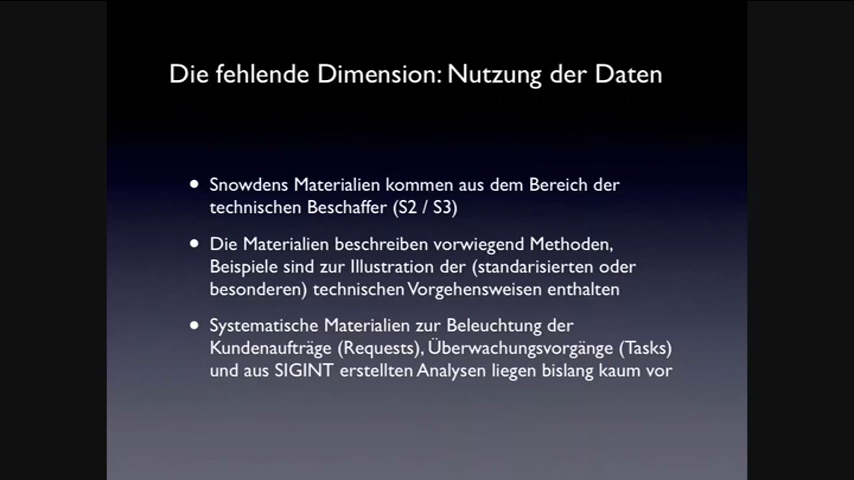 Die fehlende Dimension: Nutzung der Daten
• Snowdens Materialien kommen aus dem Bereich der
technischen Beschaffer (S2 / S3)
• Die Materialien beschreiben vorwiegend Methoden,
Beispiele sind zur Illustration der (standarisierten oder
besonderen) technischen Vorgehensweisen enthalten
• Systematische Materialien zur Beleuchtung der
Kundenaufträge (Requests), Überwachungsvorgänge (Tasks)
und aus SIGINT erstellten Analysen liegen bislang kaum vor